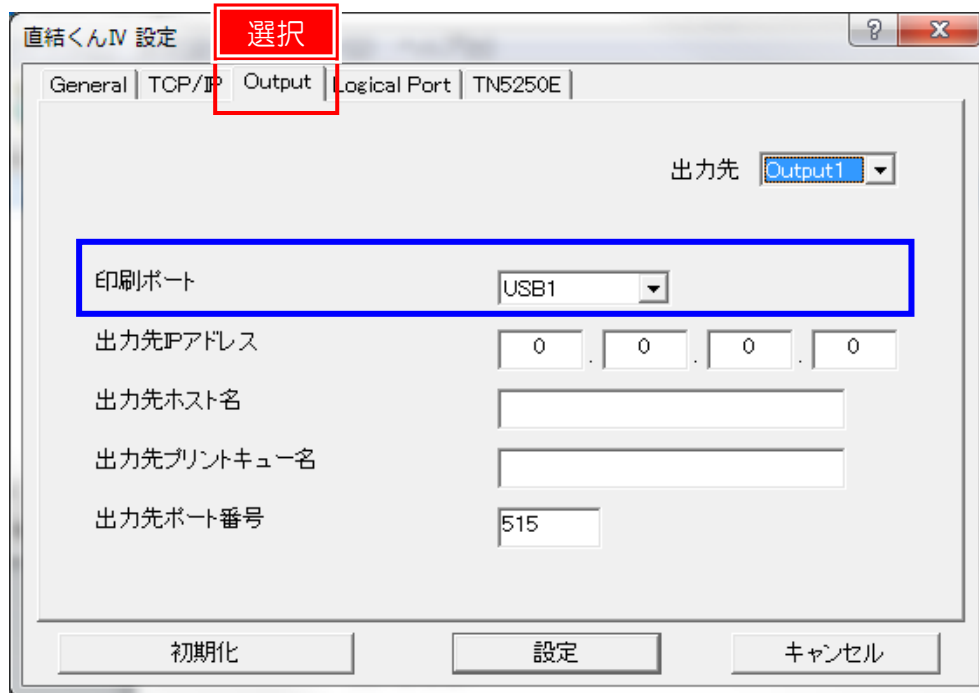 直結くんⅣ 設定
選択
General
TCP/IP
Output
Logical Port
TN5250E
出力先 Output1
印刷ポート USB1
出力先IPアドレス 0 . 0 . 0 . 0
出力先ホスト名
出力先プリントキュー名
出力先ポート番号 515
初期化
設定
キャンセル